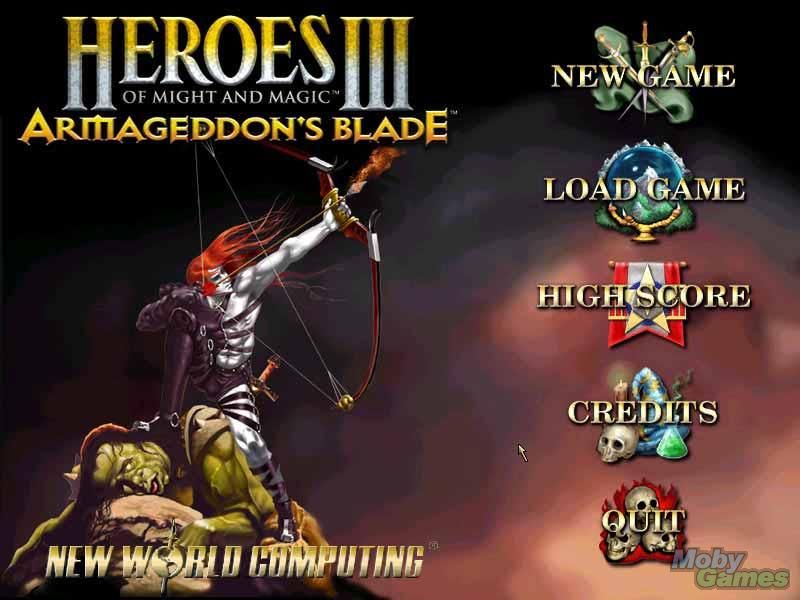 HEROES III
OF MIGHT AND MAGIC™
ARMAGEDDON'S BLADE™
NEW GAME
LOAD GAME
HIGH SCORE
CREDITS
QUIT
NEW WORLD COMPUTING®
Moby
Games